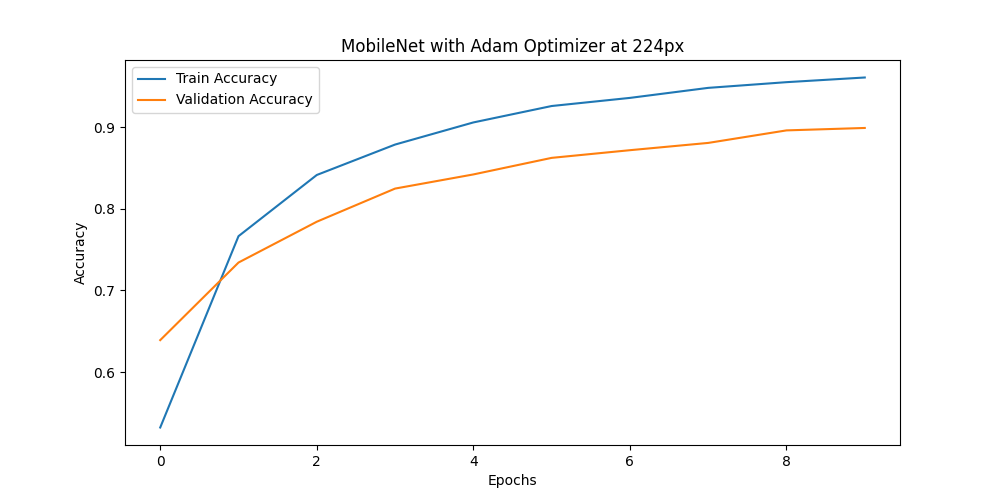 MobileNet with Adam Optimizer at 224px
Train Accuracy
Validation Accuracy
Accuracy
0.9
0.8
0.7
0.6
0 2 4 6 8
Epochs